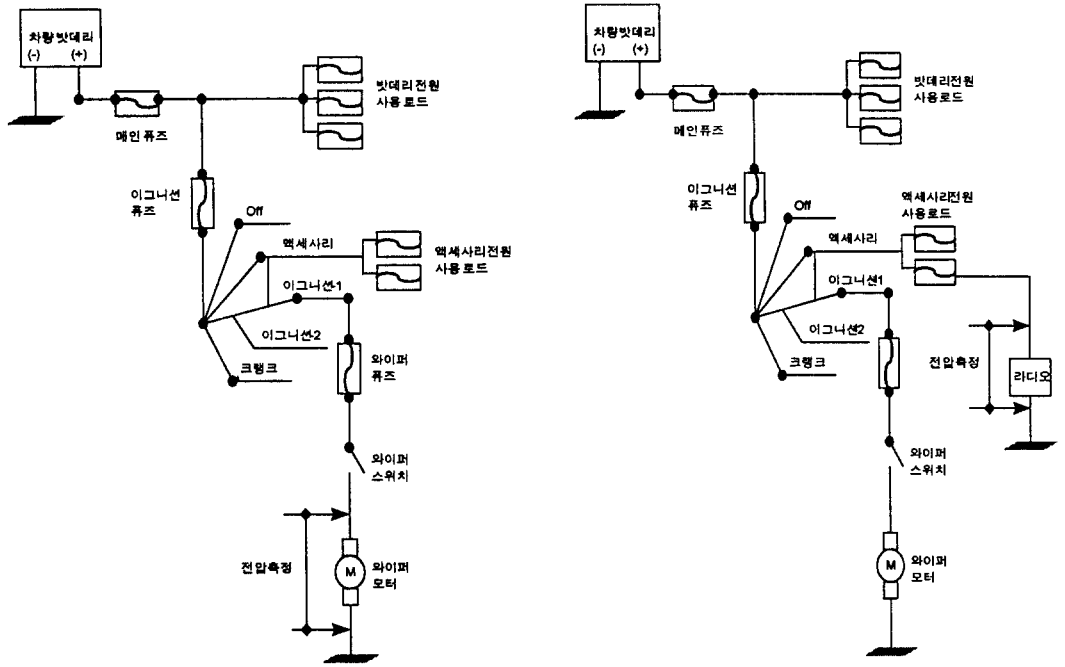 차량밧데리
(-) (+)
메인퓨즈
밧데리전원
사용로드
이그니션
퓨즈
Off
액세사리
액세사리전원
사용로드
이그니션-1
이그니션-2
크랭크
와이퍼
퓨즈
와이퍼
스위치
전압측정
M
와이퍼
모터
차량밧데리
(-) (+)
메인퓨즈
밧데리전원
사용로드
이그니션
퓨즈
Off
액세사리
액세사리전원
사용로드
이그니션1
이그니션2
크랭크
전압측정
라디오
와이퍼
스위치
M
와이퍼
모터